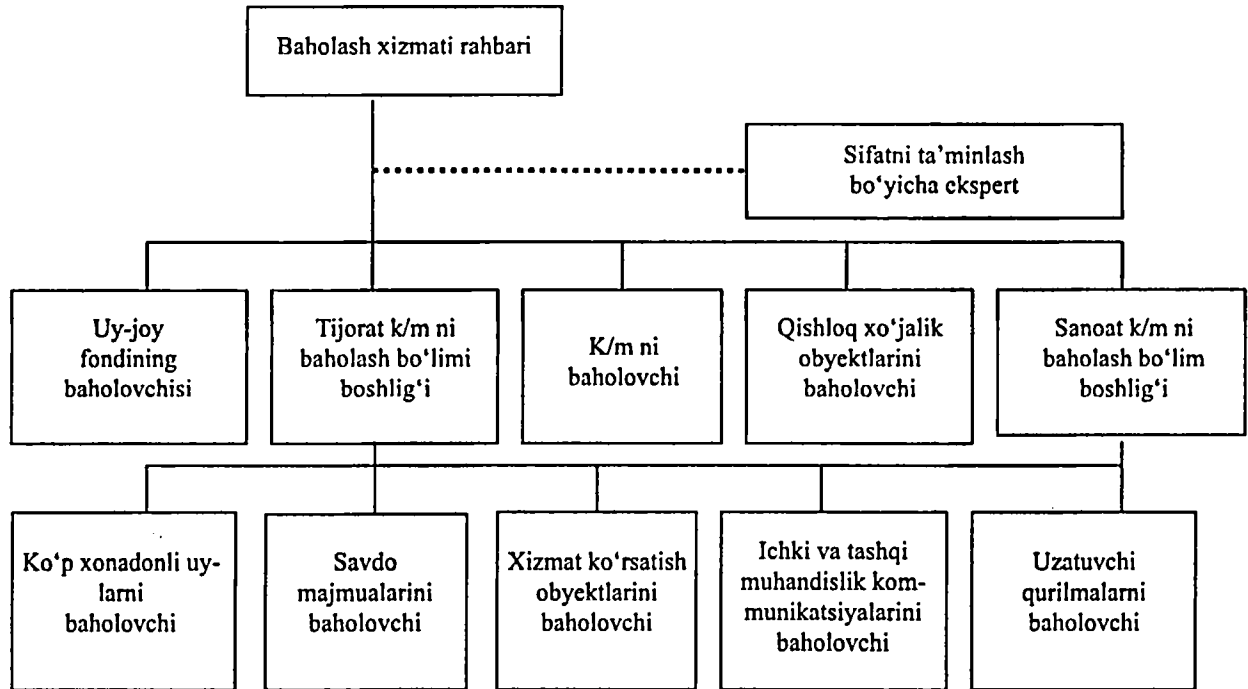 Baholash xizmati rahbari
Sifatni ta’minlash
bo‘yicha ekspert
Uy-joy
fondining
baholovchisi
Tijorat k/m ni
baholash bo‘limi
boshlig‘i
K/m ni
baholovchi
Qishloq xo‘jalik
obyektlarini
baholovchi
Sanoat k/m ni
baholash bo‘lim
boshlig‘i
Ko‘p xonadonli uy-
larni
baholovchi
Savdo
majmualarini
baholovchi
Xizmat ko‘rsatish
obyektlarini
baholovchi
Ichki va tashqi
muhandislik kom-
munikatsiyalarini
baholovchi
Uzatuvchi
qurilmalarni
baholovchi